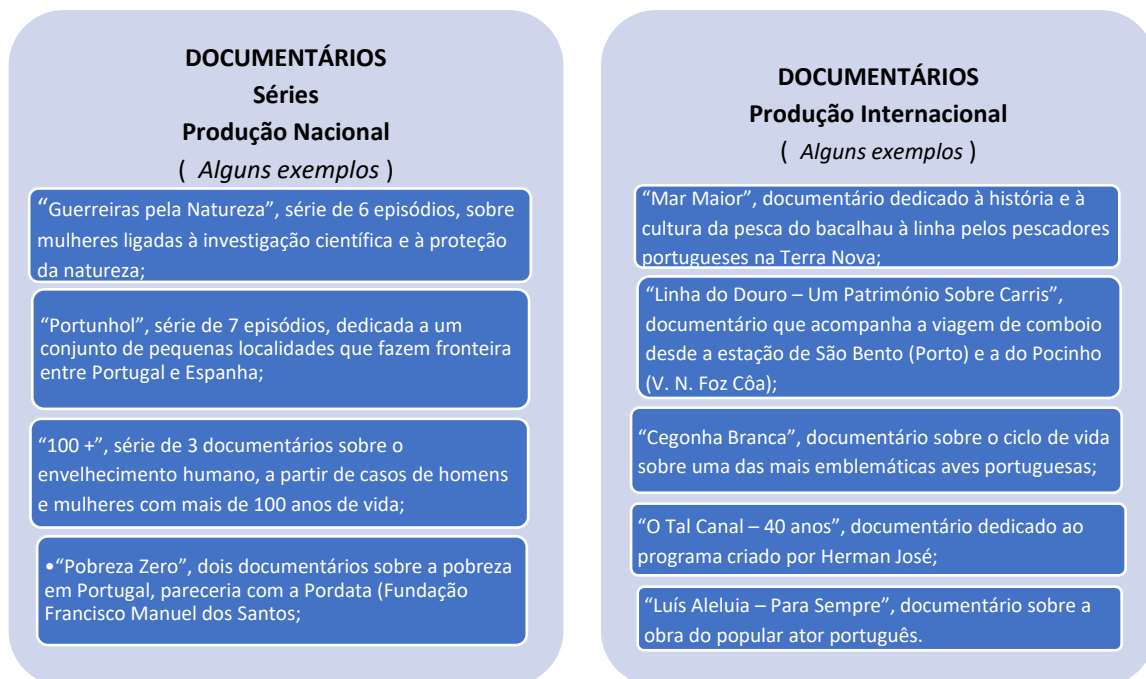 DOCUMENTÁRIOS
Séries
Produção Nacional
( Alguns exemplos )
“Guerreiras pela Natureza”, série de 6 episódios, sobre
mulheres ligadas à investigação científica e à proteção
da natureza;
“Portunhol”, série de 7 episódios, dedicada a um
conjunto de pequenas localidades que fazem fronteira
entre Portugal e Espanha;
“100 +”, série de 3 documentários sobre o
envelhecimento humano, a partir de casos de homens
e mulheres com mais de 100 anos de vida;
•“Pobreza Zero”, dois documentários sobre a pobreza
em Portugal, pareceria com a Pordata (Fundação
Francisco Manuel dos Santos;
DOCUMENTÁRIOS
Produção Internacional
( Alguns exemplos )
“Mar Maior”, documentário dedicado à história e à
cultura da pesca do bacalhau à linha pelos pescadores
portugueses na Terra Nova;
“Linha do Douro – Um Património Sobre Carris”,
documentário que acompanha a viagem de comboio
desde a estação de São Bento (Porto) e a do Pocinho
(V. N. Foz Côa);
“Cegonha Branca”, documentário sobre o ciclo de vida
sobre uma das mais emblemáticas aves portuguesas;
“O Tal Canal – 40 anos”, documentário dedicado ao
programa criado por Herman José;
“Luís Aleluia – Para Sempre”, documentário sobre a
obra do popular ator português.